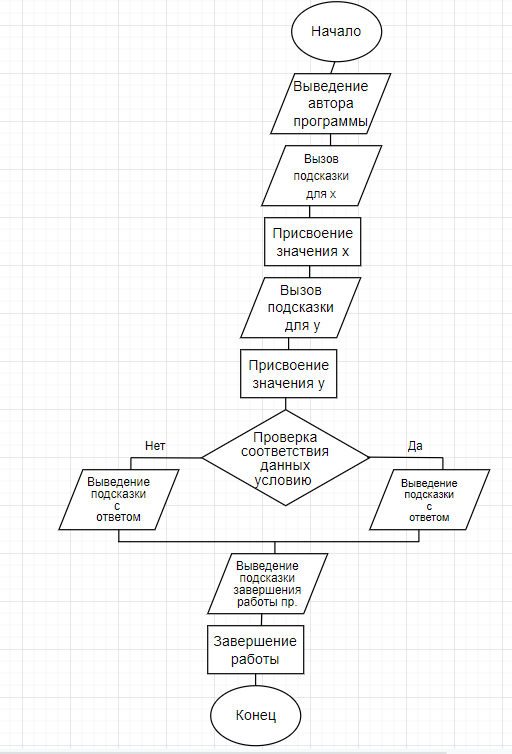 Начало
Выведение
автора
программы
Вызов
подсказки
для x
Присвоение
значения x
Вызов
подсказки
для y
Присвоение
значения y
Проверка
соответствия
данных
условию
Нет
Да
Выведение
подсказки
с
ответом
Выведение
подсказки
с
ответом
Выведение
подсказки
завершения
работы пр.
Завершение
работы
Конец